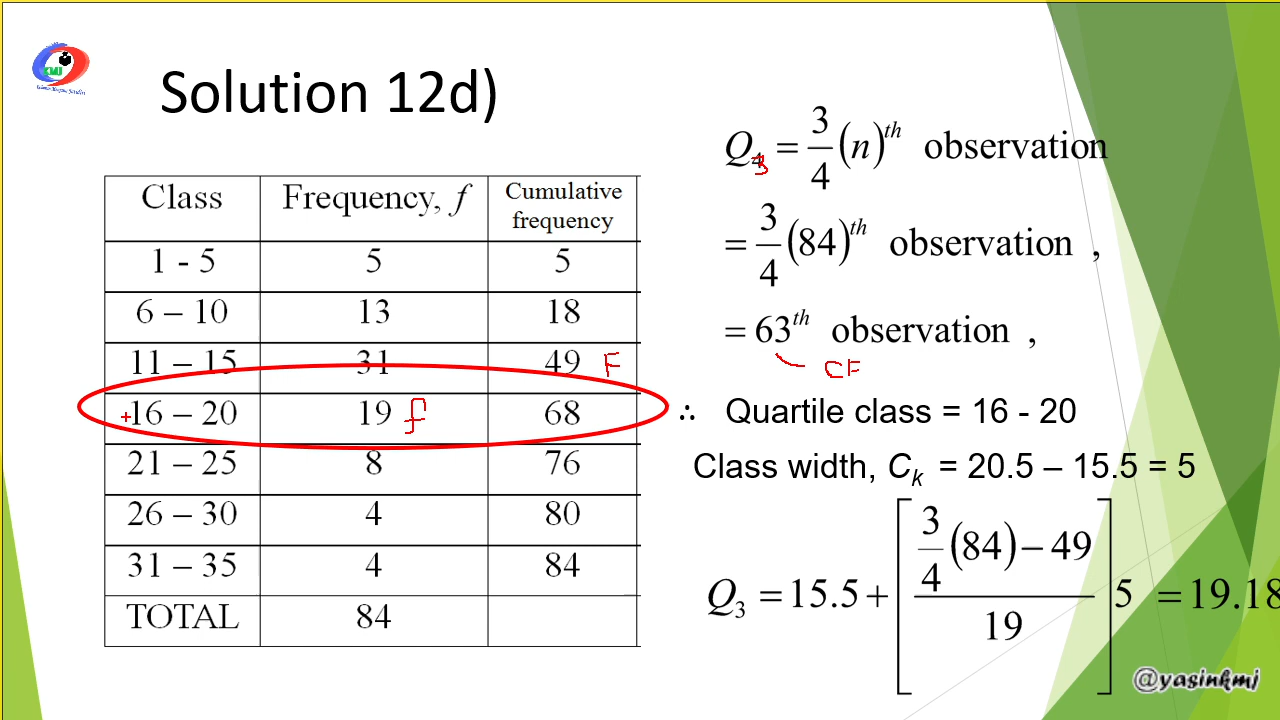 KMJ
Solution 12d)
Class Frequency, f Cumulative frequency
1 - 5 5 5
6 – 10 13 18
11 – 15 31 49 F
16 – 20 19 f 68
21 – 25 8 76
26 – 30 4 80
31 – 35 4 84
TOTAL 84
Q3 = 3/4 (n)th observation
= 3/4 (84)th observation ,
= 63th observation ,
CF
∴ Quartile class = 16 - 20
Class width, Ck = 20.5 – 15.5 = 5
Q3 = 15.5 + [ (3/4 (84) − 49) / 19 ] 5 = 19.18
@yasinkmj